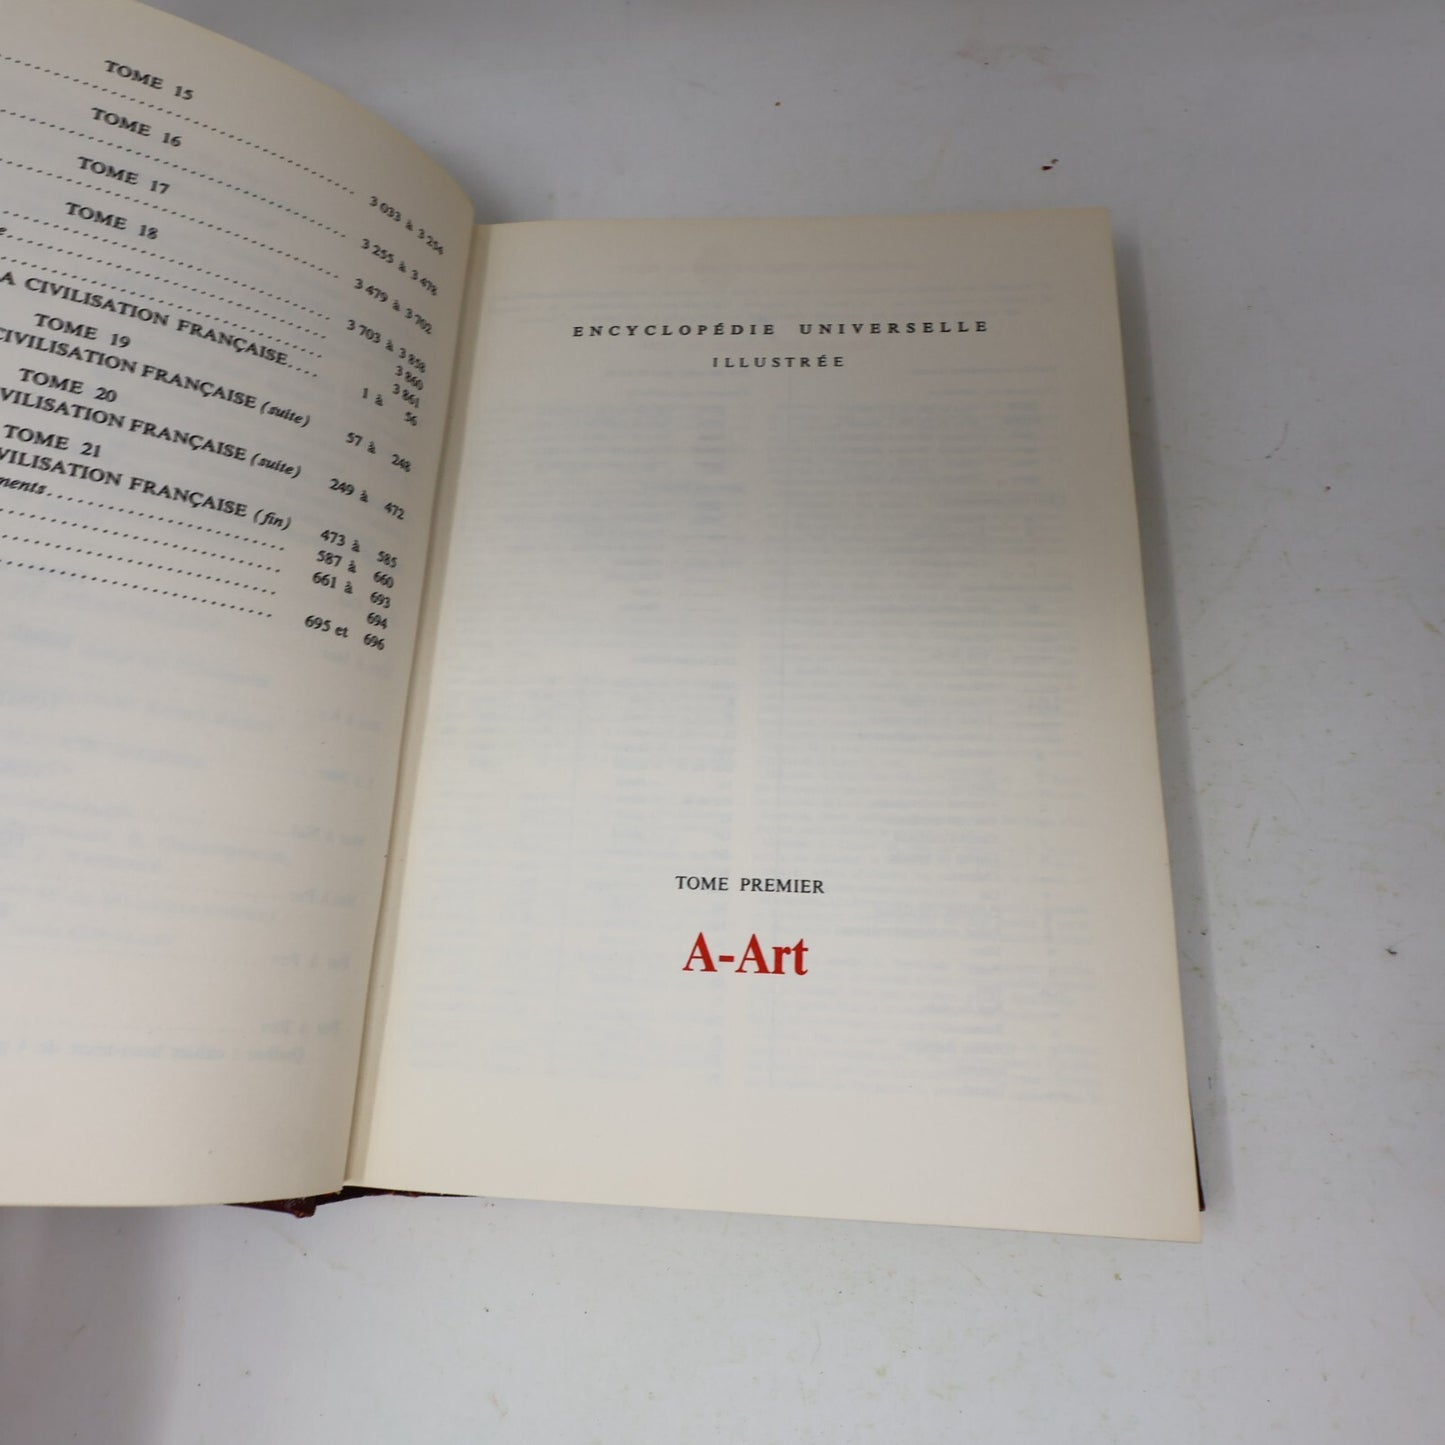 TOME 15
3 033 à 3 254
TOME 16
3 255 à 3 478
TOME 17
3 479 à 3 702
TOME 18
3 703 à 3 858
3 860
3 861
A CIVILISATION FRANÇAISE.... 1 à 56
TOME 19
CIVILISATION FRANÇAISE (suite) 57 à 248
TOME 20
VILISATION FRANÇAISE (suite) 249 à 472
TOME 21
VILISATION FRANÇAISE (fin) 473 à 585
ments 587 à 660
661 à 693
694
695 et 696
ENCYCLOPÉDIE UNIVERSELLE
ILLUSTRÉE
TOME PREMIER
A-Art